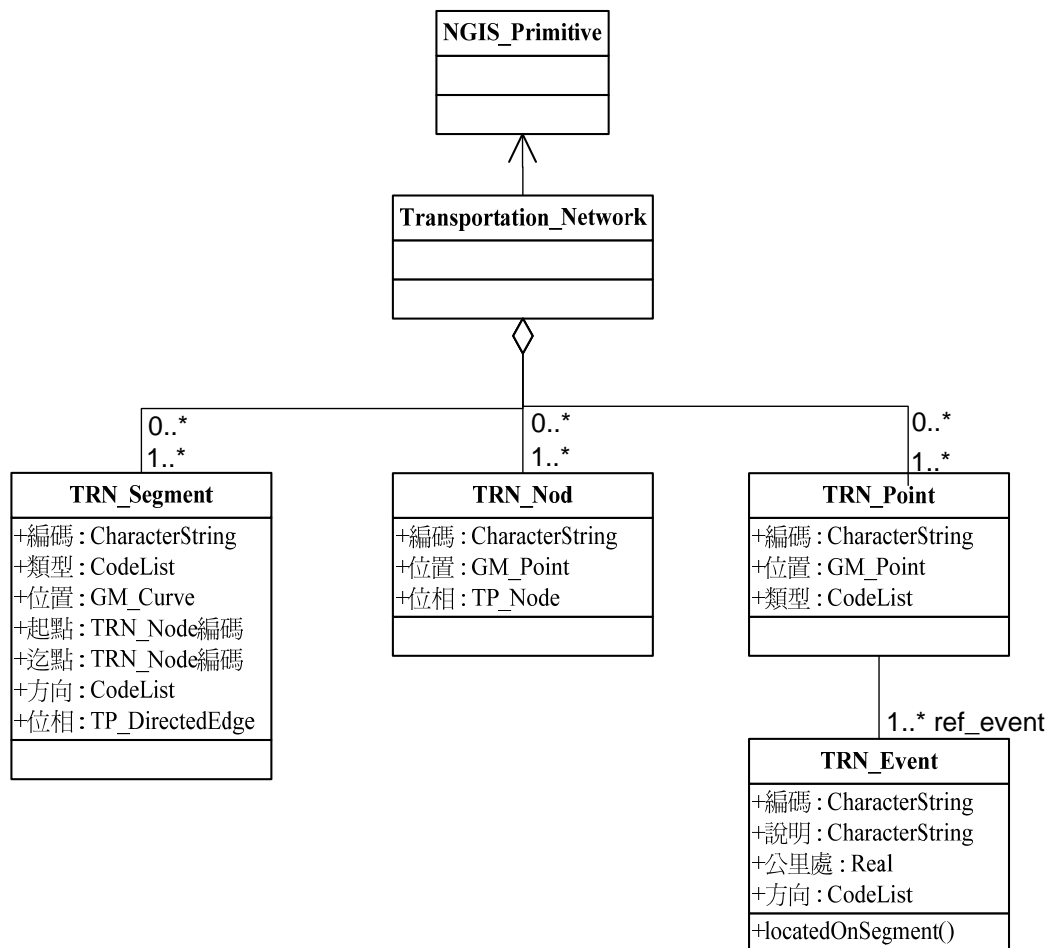 NGIS_Primitive
Transportation_Network
0..*
1..*
0..*
1..*
0..*
1..*
TRN_Segment
+編碼 : CharacterString
+類型 : CodeList
+位置 : GM_Curve
+起點 : TRN_Node編碼
+迄點 : TRN_Node編碼
+方向 : CodeList
+位相 : TP_DirectedEdge
TRN_Nod
+編碼 : CharacterString
+位置 : GM_Point
+位相 : TP_Node
TRN_Point
+編碼 : CharacterString
+位置 : GM_Point
+類型 : CodeList
1..* ref_event
TRN_Event
+編碼 : CharacterString
+說明 : CharacterString
+公里處 : Real
+方向 : CodeList
+locatedOnSegment()